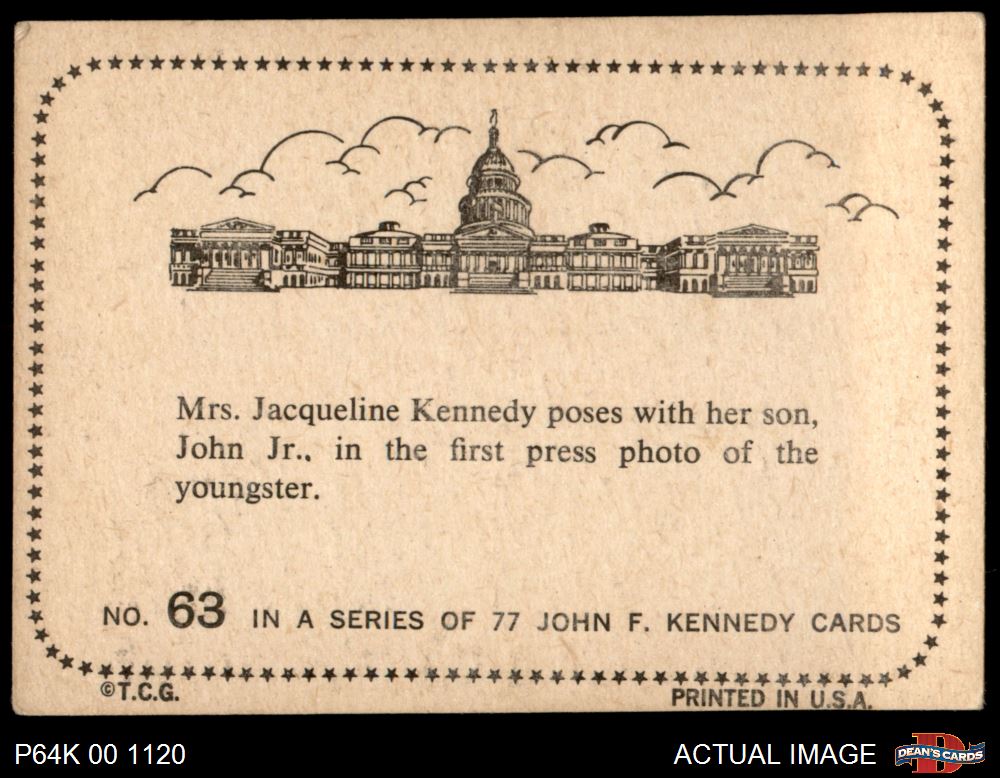 Mrs. Jacqueline Kennedy poses with her son,
John Jr., in the first press photo of the
youngster.
NO. 63 IN A SERIES OF 77 JOHN F. KENNEDY CARDS
©T.C.G.
PRINTED IN U.S.A.
P64K 00 1120
ACTUAL IMAGE
D
DEAN'S CARDS